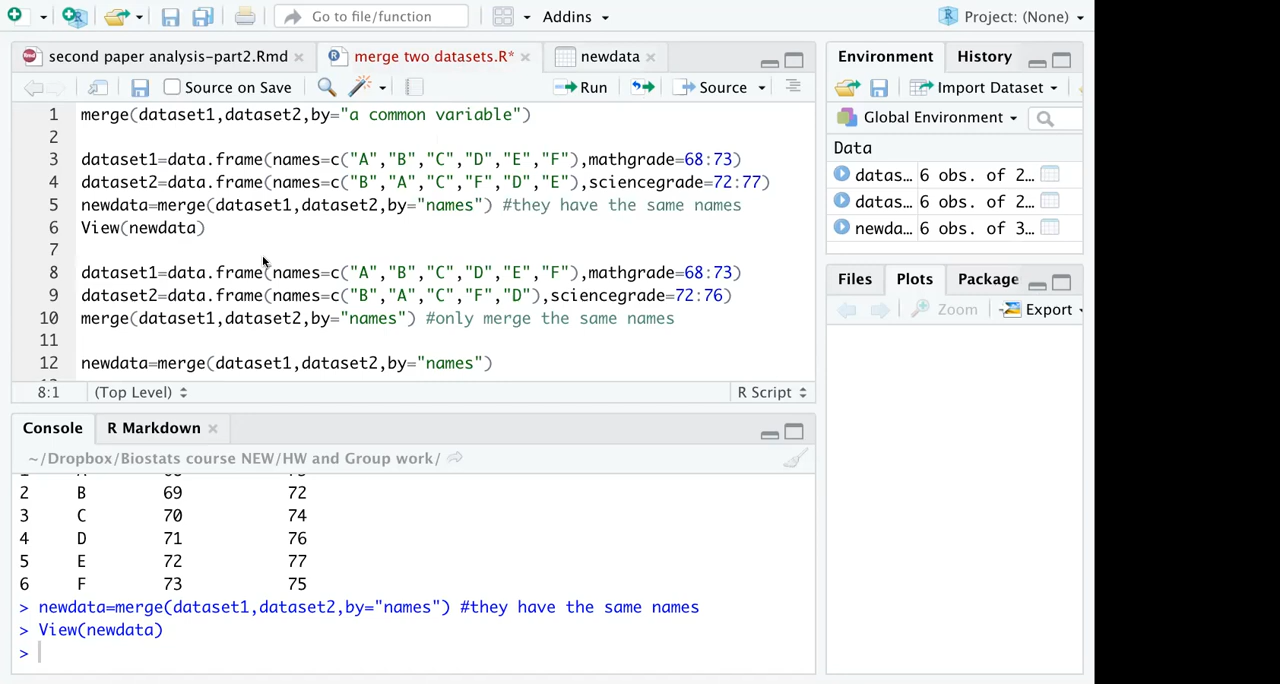 Go to file/function
Addins
Project: (None)
second paper analysis-part2.Rmd
merge two datasets.R*
newdata
Source on Save
Run
Source
1 merge(dataset1,dataset2,by="a common variable")
2
3 dataset1=data.frame(names=c("A","B","C","D","E","F"),mathgrade=68:73)
4 dataset2=data.frame(names=c("B","A","C","F","D","E"),sciencegrade=72:77)
5 newdata=merge(dataset1,dataset2,by="names") #they have the same names
6 View(newdata)
7
8 dataset1=data.frame(names=c("A","B","C","D","E","F"),mathgrade=68:73)
9 dataset2=data.frame(names=c("B","A","C","F","D"),sciencegrade=72:76)
10 merge(dataset1,dataset2,by="names") #only merge the same names
11
12 newdata=merge(dataset1,dataset2,by="names")
8:1 (Top Level) R Script
Console
R Markdown
~/Dropbox/Biostats course NEW/HW and Group work/
2 B 69 72
3 C 70 74
4 D 71 76
5 E 72 77
6 F 73 75
> newdata=merge(dataset1,dataset2,by="names") #they have the same names
> View(newdata)
>
Environment
History
Import Dataset
Global Environment
Data
datas... 6 obs. of 2...
datas... 6 obs. of 2...
newda... 6 obs. of 3...
Files
Plots
Package
Zoom
Export